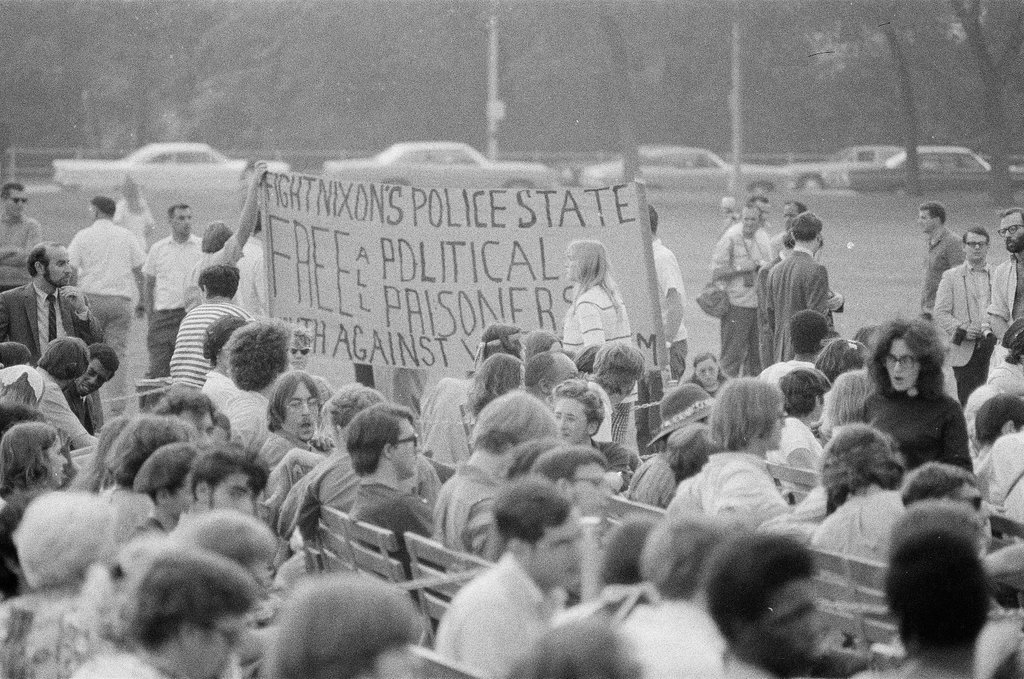 FIGHT NIXON'S POLICE STATE
FREE ALL POLITICAL
PRISONERS
AGAINST